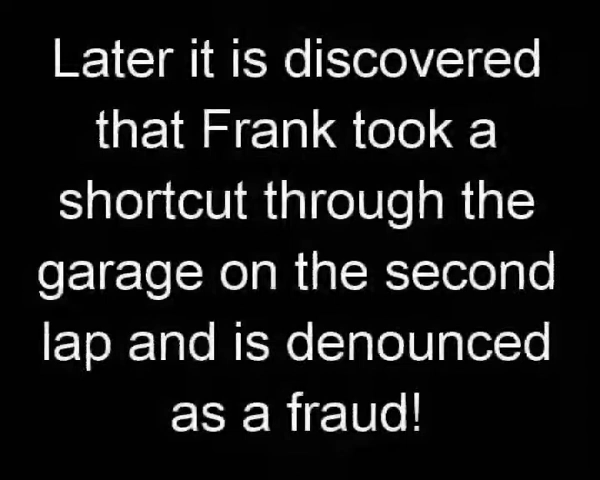 Later it is discovered
that Frank took a
shortcut through the
garage on the second
lap and is denounced
as a fraud!